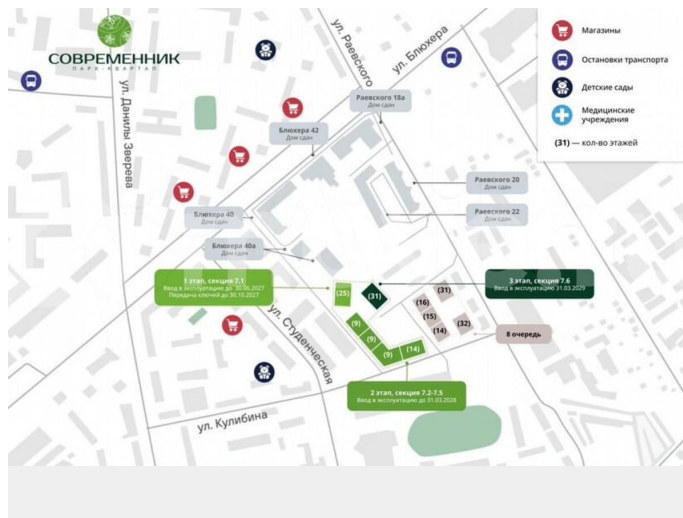 СОВРЕМЕННИК
ПАРК-КВАРТАЛ
ул. Данилы Зверева
ул. Раевского
ул. Блюхера
Магазины
Остановки транспорта
Детские сады
Медицинские
учреждения
(31) — кол-во этажей
Раевского 18а
Дом сдан
Блюхера 42
Дом сдан
Раевского 20
Дом сдан
Раевского 22
Дом сдан
Блюхера 40
Дом сдан
Блюхера 40а
Дом сдан
1 этап, секция 7.1
Ввод в эксплуатацию до 30.06.2027
Передача ключей до 30.10.2027
3 этап, секция 7.6
Ввод в эксплуатацию 31.03.2029
(25)
(31)
(31)
(16)
(15)
(14)
(32)
8 очередь
(9)
(9)
(9)
(14)
ул. Студенческая
2 этап, секция 7.2-7.5
Ввод в эксплуатацию до 31.03.2028
ул. Кулибина